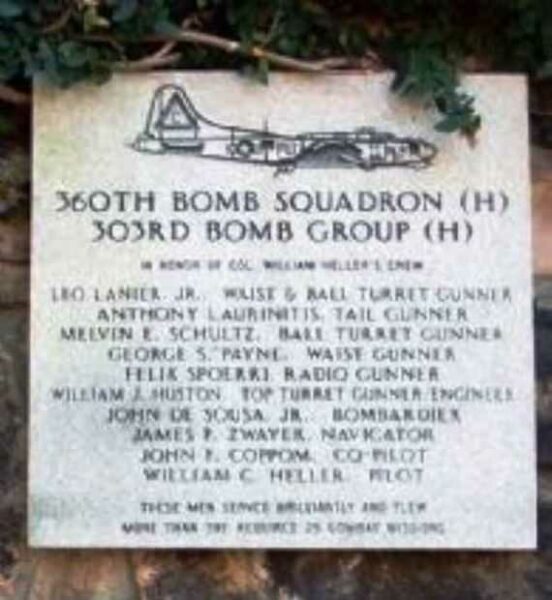 360TH BOMB SQUADRON (H)
303RD BOMB GROUP (H)
IN HONOR OF COL. WILLIAM HELLER'S CREW
LEO LANIER, JR. WAIST & BALL TURRET GUNNER
ANTHONY LAURINITIS, TAIL GUNNER
MELVIN E. SCHULTZ, BALL TURRET GUNNER
GEORGE S. PAYNE, WAIST GUNNER
FELIX SPOERRI, RADIO GUNNER
WILLIAM J. HUSTON, TOP TURRET GUNNER ENGINEER
JOHN DE SOUSA, JR., BOMBARDIER
JAMES F. ZWAYER, NAVIGATOR
JOHN F. COPPOM, CO-PILOT
WILLIAM C. HELLER, PILOT
THESE MEN SERVED BRILLIANTLY AND FLEW
MORE THAN THE REQUIRED 25 COMBAT MISSIONS